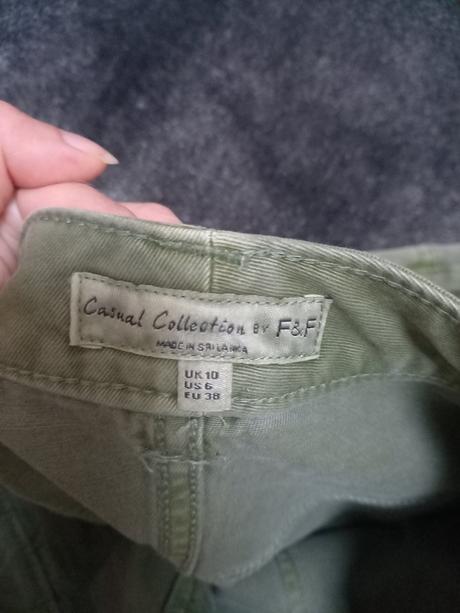 Casual Collection BY F&F
MADE IN SRI LANKA
UK 10
US 6
EU 38